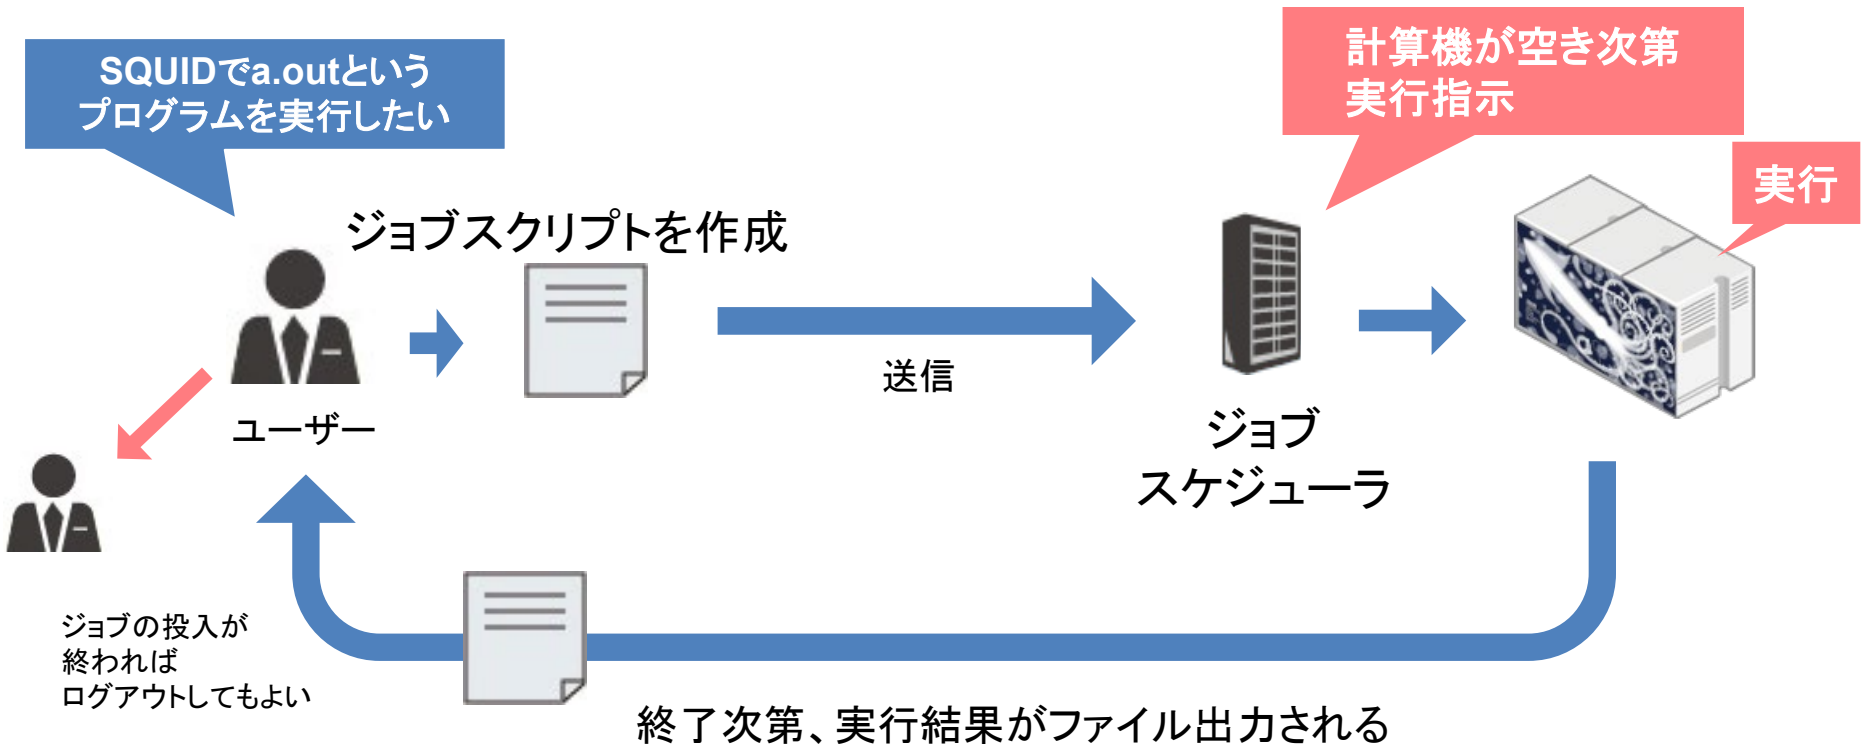 SQUIDでa.outという
プログラムを実行したい
計算機が空き次第
実行指示
実行
ジョブスクリプトを作成
送信
ユーザー
ジョブ
スケジューラ
ジョブの投入が
終われば
ログアウトしてもよい
終了次第、実行結果がファイル出力される